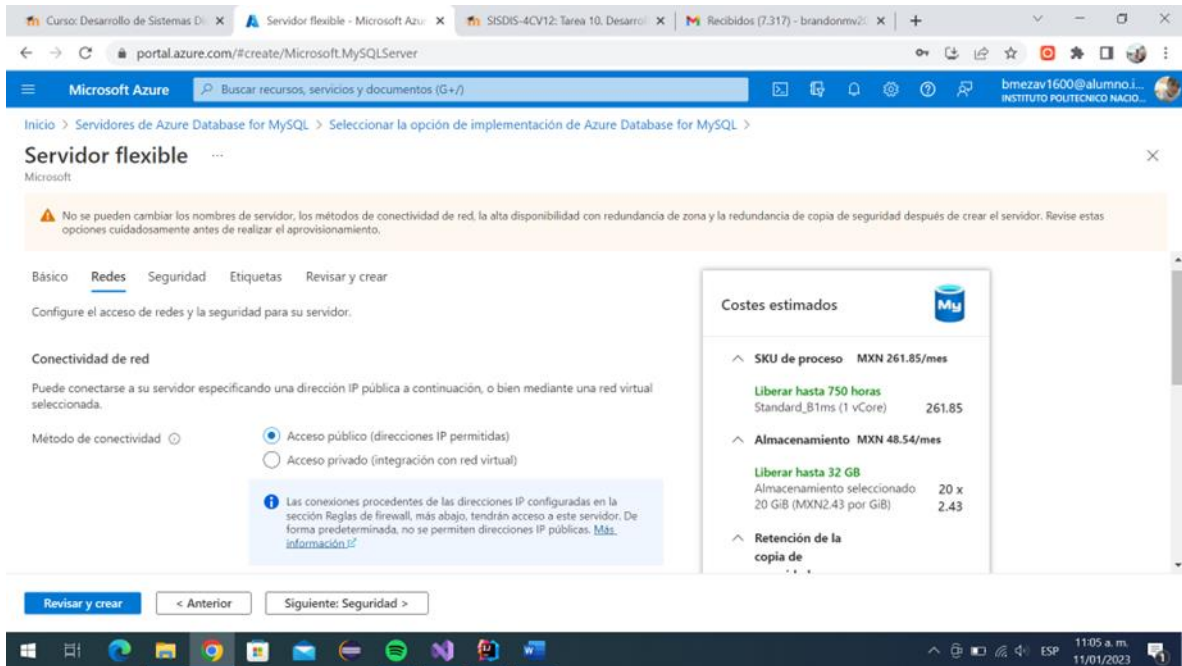 Curso: Desarrollo de Sistemas Di
Servidor flexible - Microsoft Azu
SISDIS-4CV12: Tarea 10. Desarrol
Recibidos (7.317) - brandonmv20
portal.azure.com/#create/Microsoft.MySQLServer
Microsoft Azure
Buscar recursos, servicios y documentos (G+/)
bmezav1600@alumno.i...
INSTITUTO POLITECNICO NACIO...
Inicio > Servidores de Azure Database for MySQL > Seleccionar la opción de implementación de Azure Database for MySQL >
Servidor flexible ...
Microsoft
No se pueden cambiar los nombres de servidor, los métodos de conectividad de red, la alta disponibilidad con redundancia de zona y la redundancia de copia de seguridad después de crear el servidor. Revise estas
opciones cuidadosamente antes de realizar el aprovisionamiento.
Básico Redes Seguridad Etiquetas Revisar y crear
Configure el acceso de redes y la seguridad para su servidor.
Conectividad de red
Puede conectarse a su servidor especificando una dirección IP pública a continuación, o bien mediante una red virtual
seleccionada.
Método de conectividad
Acceso público (direcciones IP permitidas)
Acceso privado (integración con red virtual)
Las conexiones procedentes de las direcciones IP configuradas en la
sección Reglas de firewall, más abajo, tendrán acceso a este servidor. De
forma predeterminada, no se permiten direcciones IP públicas. Más
información
Costes estimados
My
SKU de proceso MXN 261.85/mes
Liberar hasta 750 horas
Standard_B1ms (1 vCore) 261.85
Almacenamiento MXN 48.54/mes
Liberar hasta 32 GB
Almacenamiento seleccionado 20 x
20 GiB (MXN2.43 por GiB) 2.43
Retención de la
copia de
Revisar y crear
< Anterior
Siguiente: Seguridad >
ESP
11:05 a. m.
11/01/2023